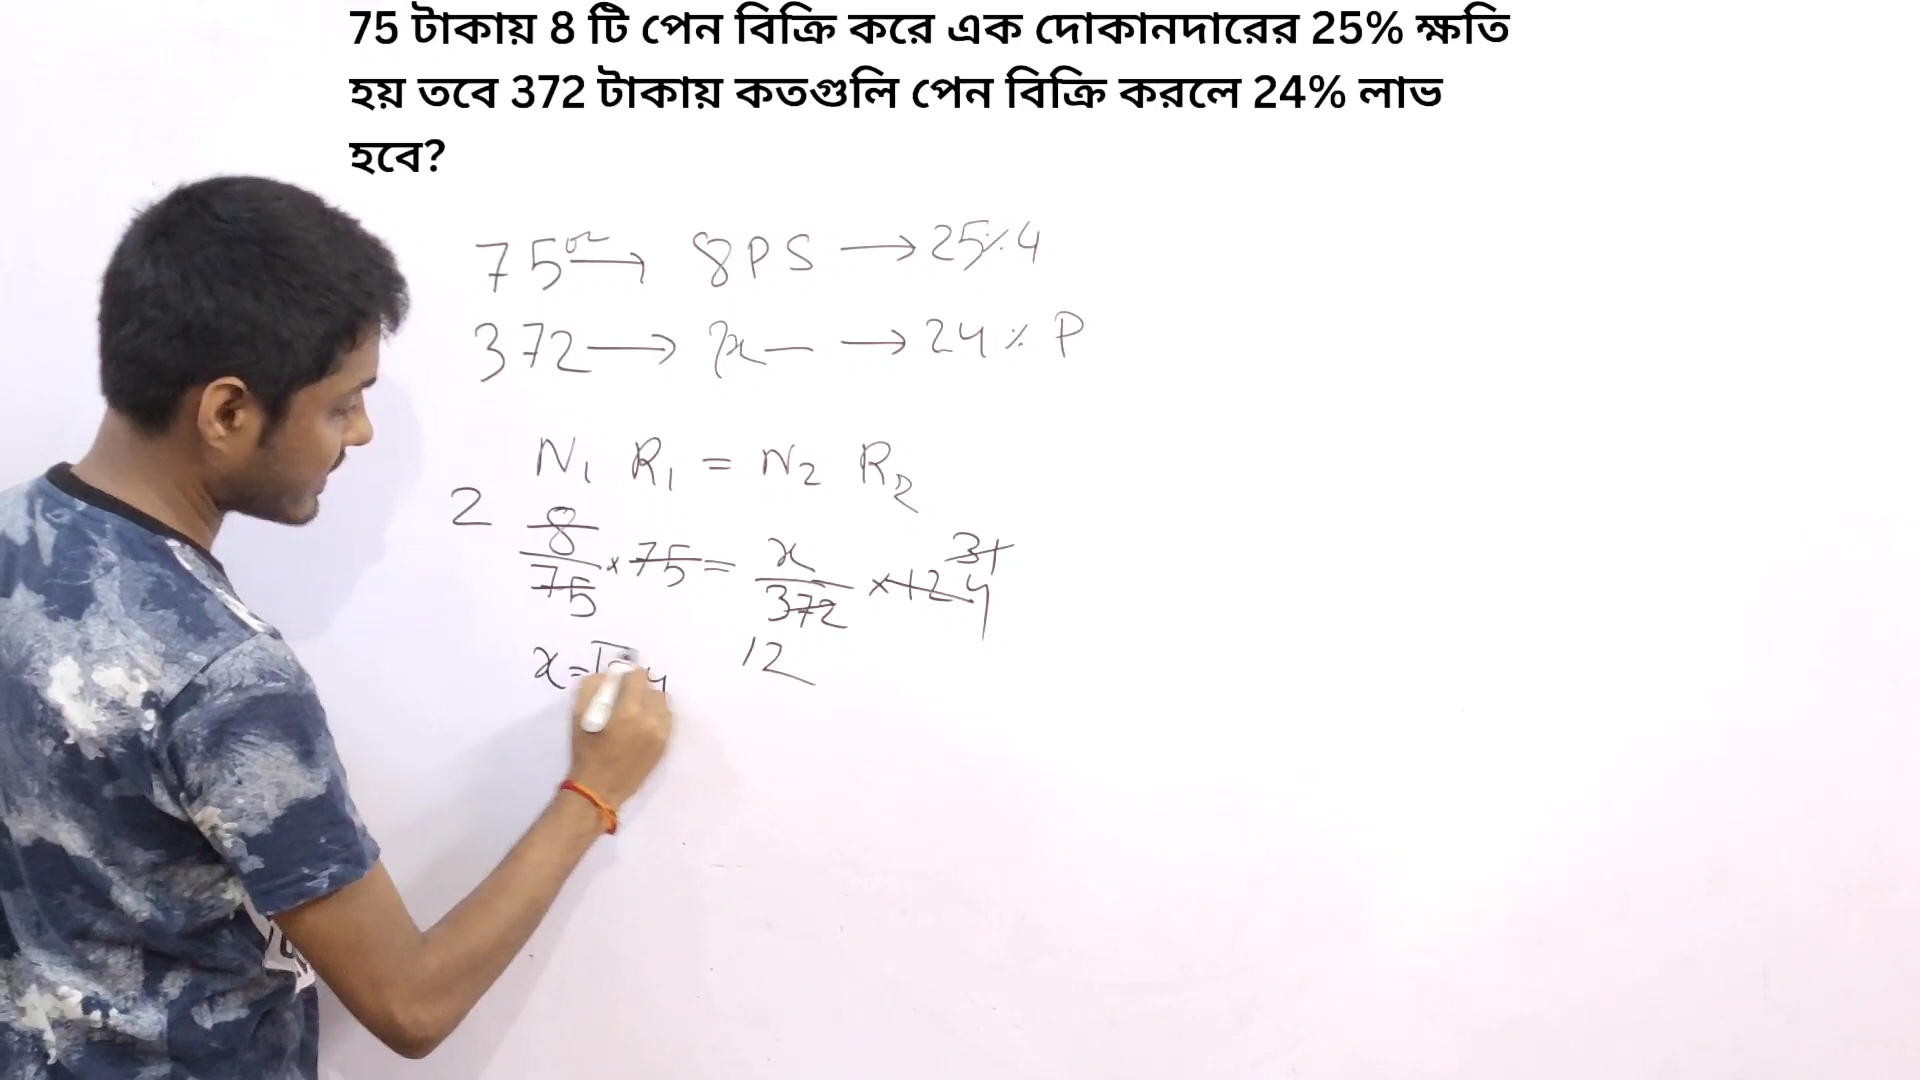 75 টাকায় 8 টি পেন বিক্রি করে এক দোকানদারের 25% ক্ষতি
হয় তবে 372 টাকায় কতগুলি পেন বিক্রি করলে 24% লাভ
হবে?
75 → 8 P S → 25% L
372 → x → 24% P
N1 R1 = N2 R2
2 8/75 × 75 = x/372 × 124 31
x = 12